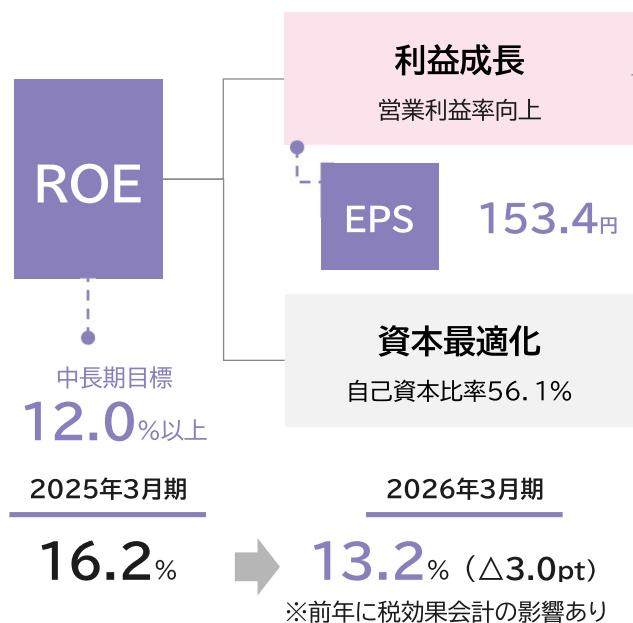 利益成長
営業利益率向上
ROE
EPS
153.4円
資本最適化
自己資本比率56.1%
中長期目標
12.0%以上
2025年3月期
2026年3月期
16.2%
13.2%（△3.0pt）
※前年に税効果会計の影響あり